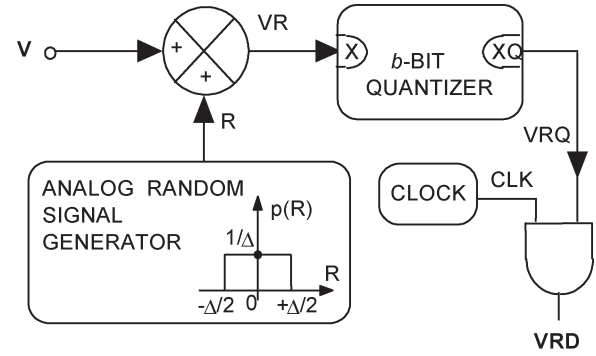 VR
V
+
+
X
XQ
b-BIT
QUANTIZER
R
VRQ
ANALOG RANDOM
SIGNAL
GENERATOR
p(R)
1/Δ
R
-Δ/2 0 +Δ/2
CLOCK
CLK
VRD